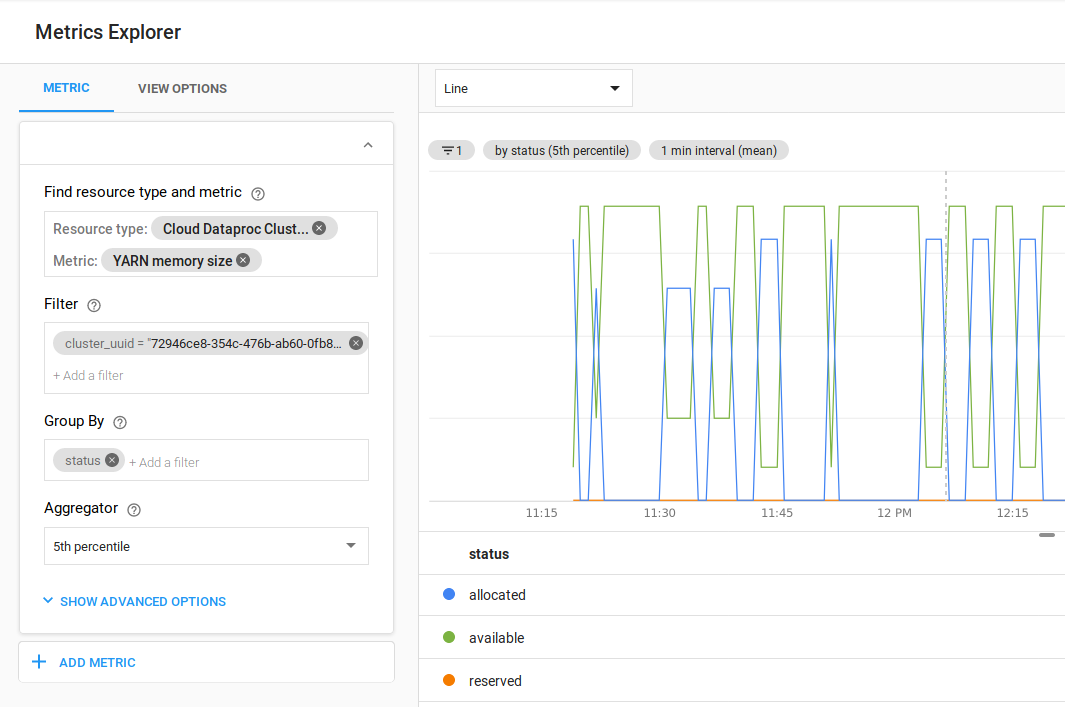 Metrics Explorer
METRIC
VIEW OPTIONS
Line
1
by status (5th percentile)
1 min interval (mean)
Find resource type and metric
Resource type: Cloud Dataproc Clust...
Metric: YARN memory size
Filter
cluster_uuid = "72946ce8-354c-476b-ab60-0fb8...
+ Add a filter
Group By
status
+ Add a filter
Aggregator
5th percentile
SHOW ADVANCED OPTIONS
ADD METRIC
11:15
11:30
11:45
12 PM
12:15
status
allocated
available
reserved